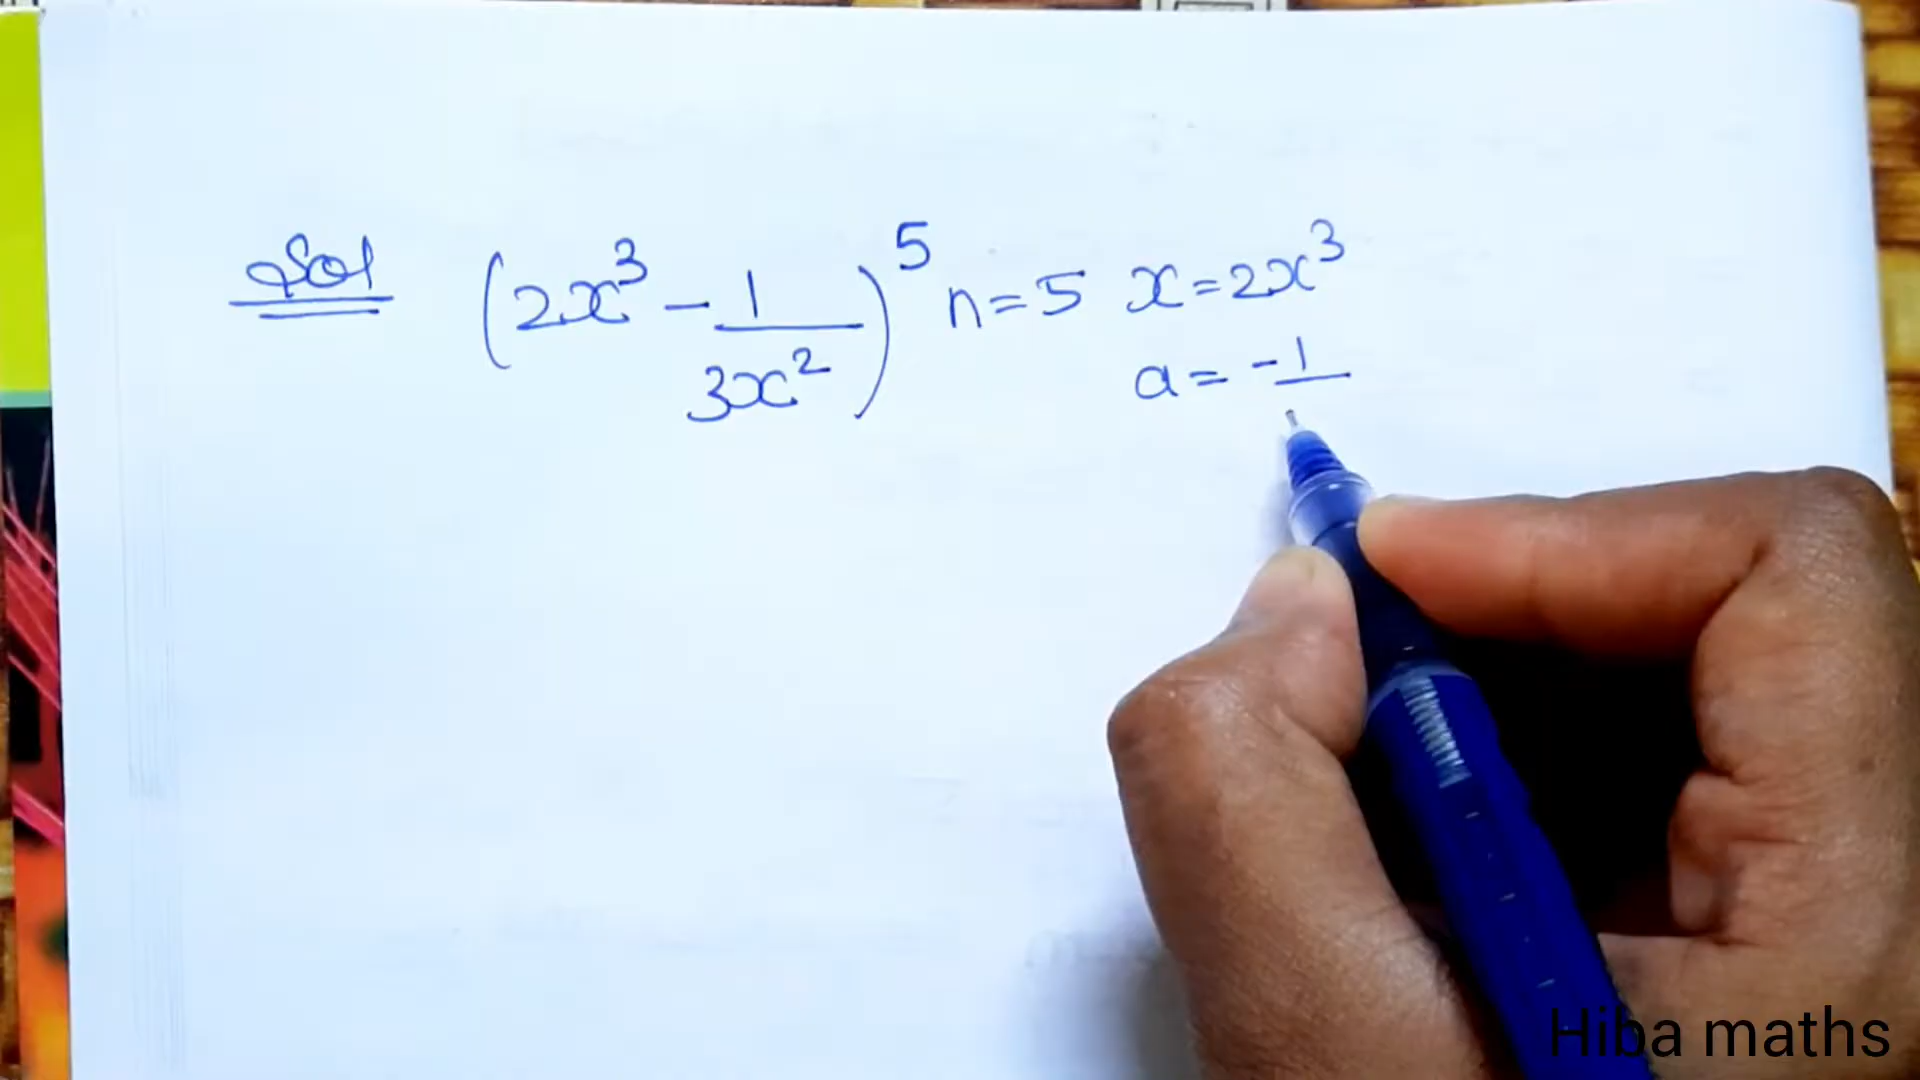 Sol (2x³ - 1/3x²)⁵ n=5 x=2x³
a = -1/
Hiba maths